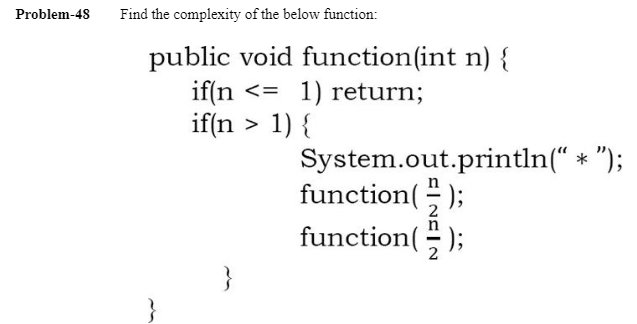 Problem-48 Find the complexity of the below function:
public void function(int n) {
if(n <= 1) return;
if(n > 1) {
System.out.println(“ * ”);
function( n/2 );
function( n/2 );
}
}